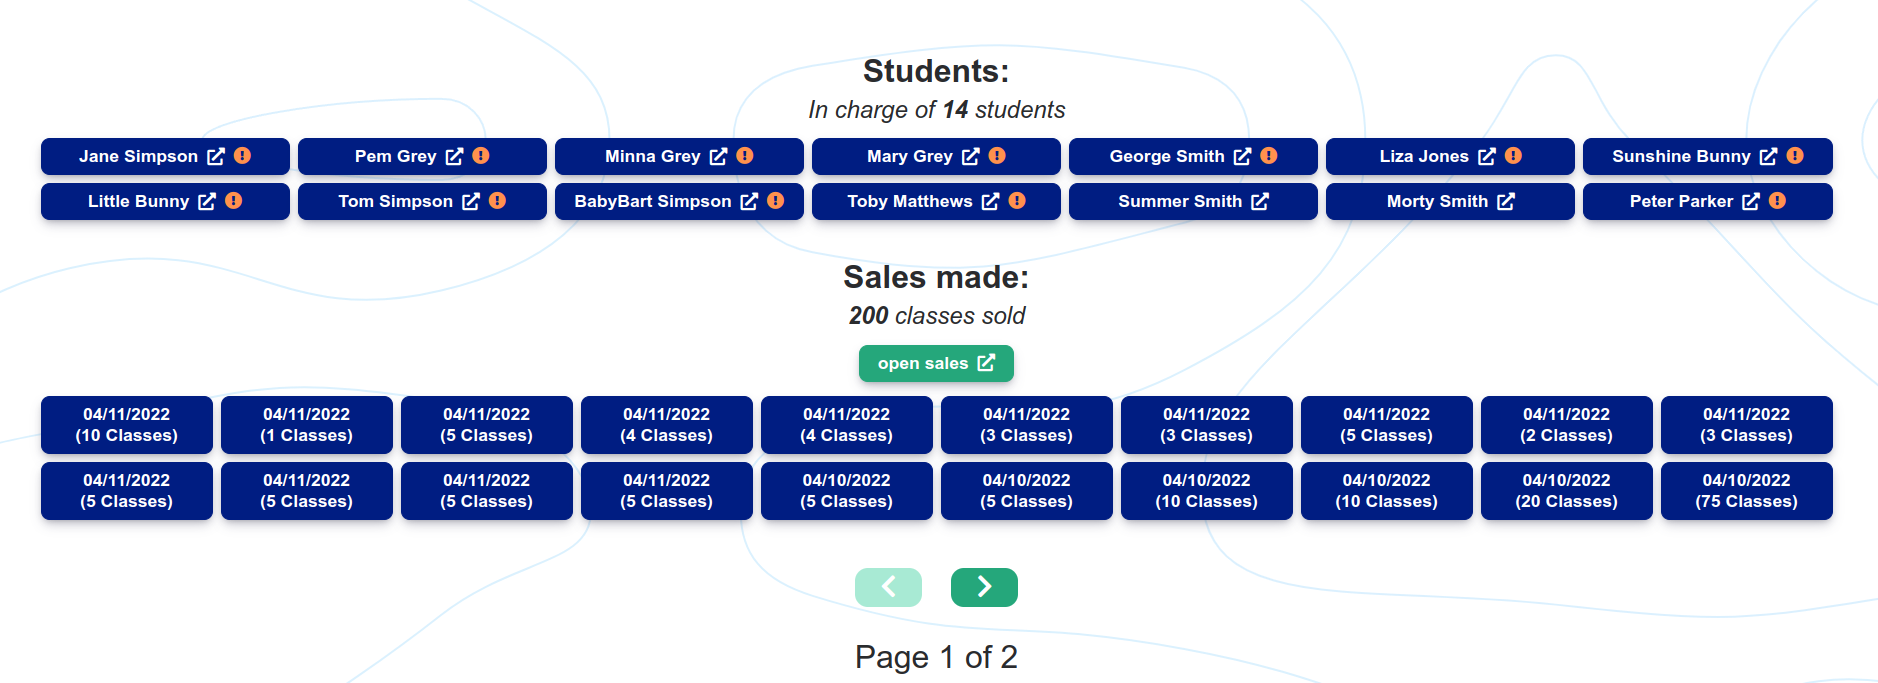 Students:
In charge of 14 students
Jane Simpson Pem Grey Minna Grey Mary Grey George Smith Liza Jones Sunshine Bunny
Little Bunny Tom Simpson BabyBart Simpson Toby Matthews Summer Smith Morty Smith Peter Parker
Sales made:
200 classes sold
open sales
04/11/2022 04/11/2022 04/11/2022 04/11/2022 04/11/2022 04/11/2022 04/11/2022 04/11/2022 04/11/2022 04/11/2022
(10 Classes) (1 Classes) (5 Classes) (4 Classes) (4 Classes) (3 Classes) (3 Classes) (5 Classes) (2 Classes) (3 Classes)
04/11/2022 04/11/2022 04/11/2022 04/11/2022 04/10/2022 04/10/2022 04/10/2022 04/10/2022 04/10/2022 04/10/2022
(5 Classes) (5 Classes) (5 Classes) (5 Classes) (5 Classes) (5 Classes) (10 Classes) (10 Classes) (20 Classes) (75 Classes)
Page 1 of 2